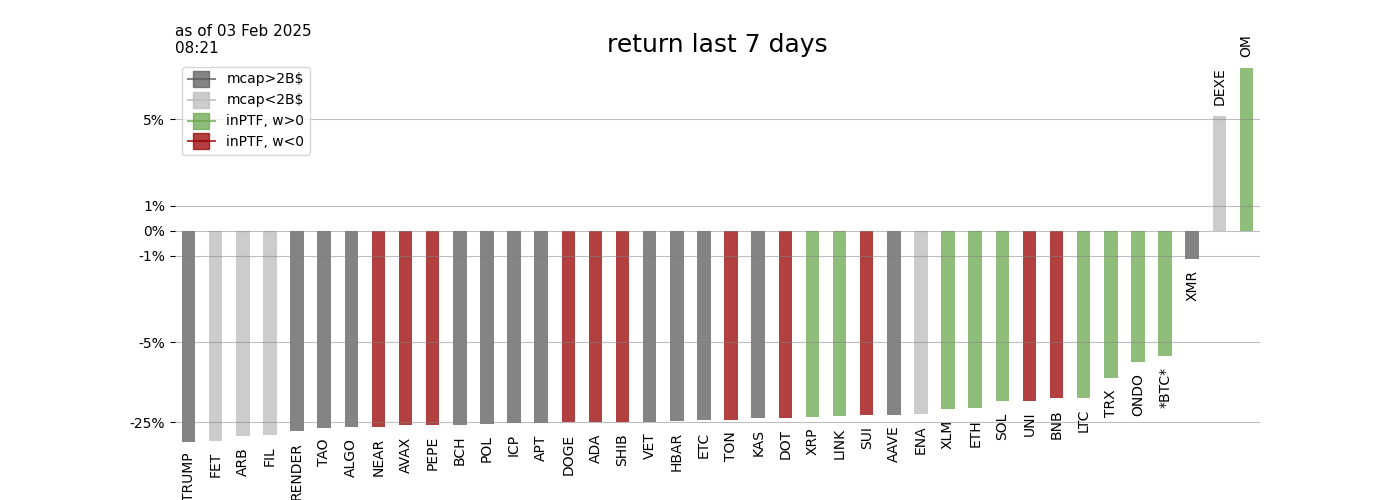 as of 03 Feb 2025
08:21
return last 7 days
mcap>2B$
mcap<2B$
inPTF, w>0
inPTF, w<0
5%
1%
0%
-1%
-5%
-25%
TRUMP
FET
ARB
FIL
RENDER
TAO
ALGO
NEAR
AVAX
PEPE
BCH
POL
ICP
APT
DOGE
ADA
SHIB
VET
HBAR
ETC
TON
KAS
DOT
XRP
LINK
SUI
AAVE
ENA
XLM
ETH
SOL
UNI
BNB
LTC
TRX
ONDO
*BTC*
XMR
DEXE
OM